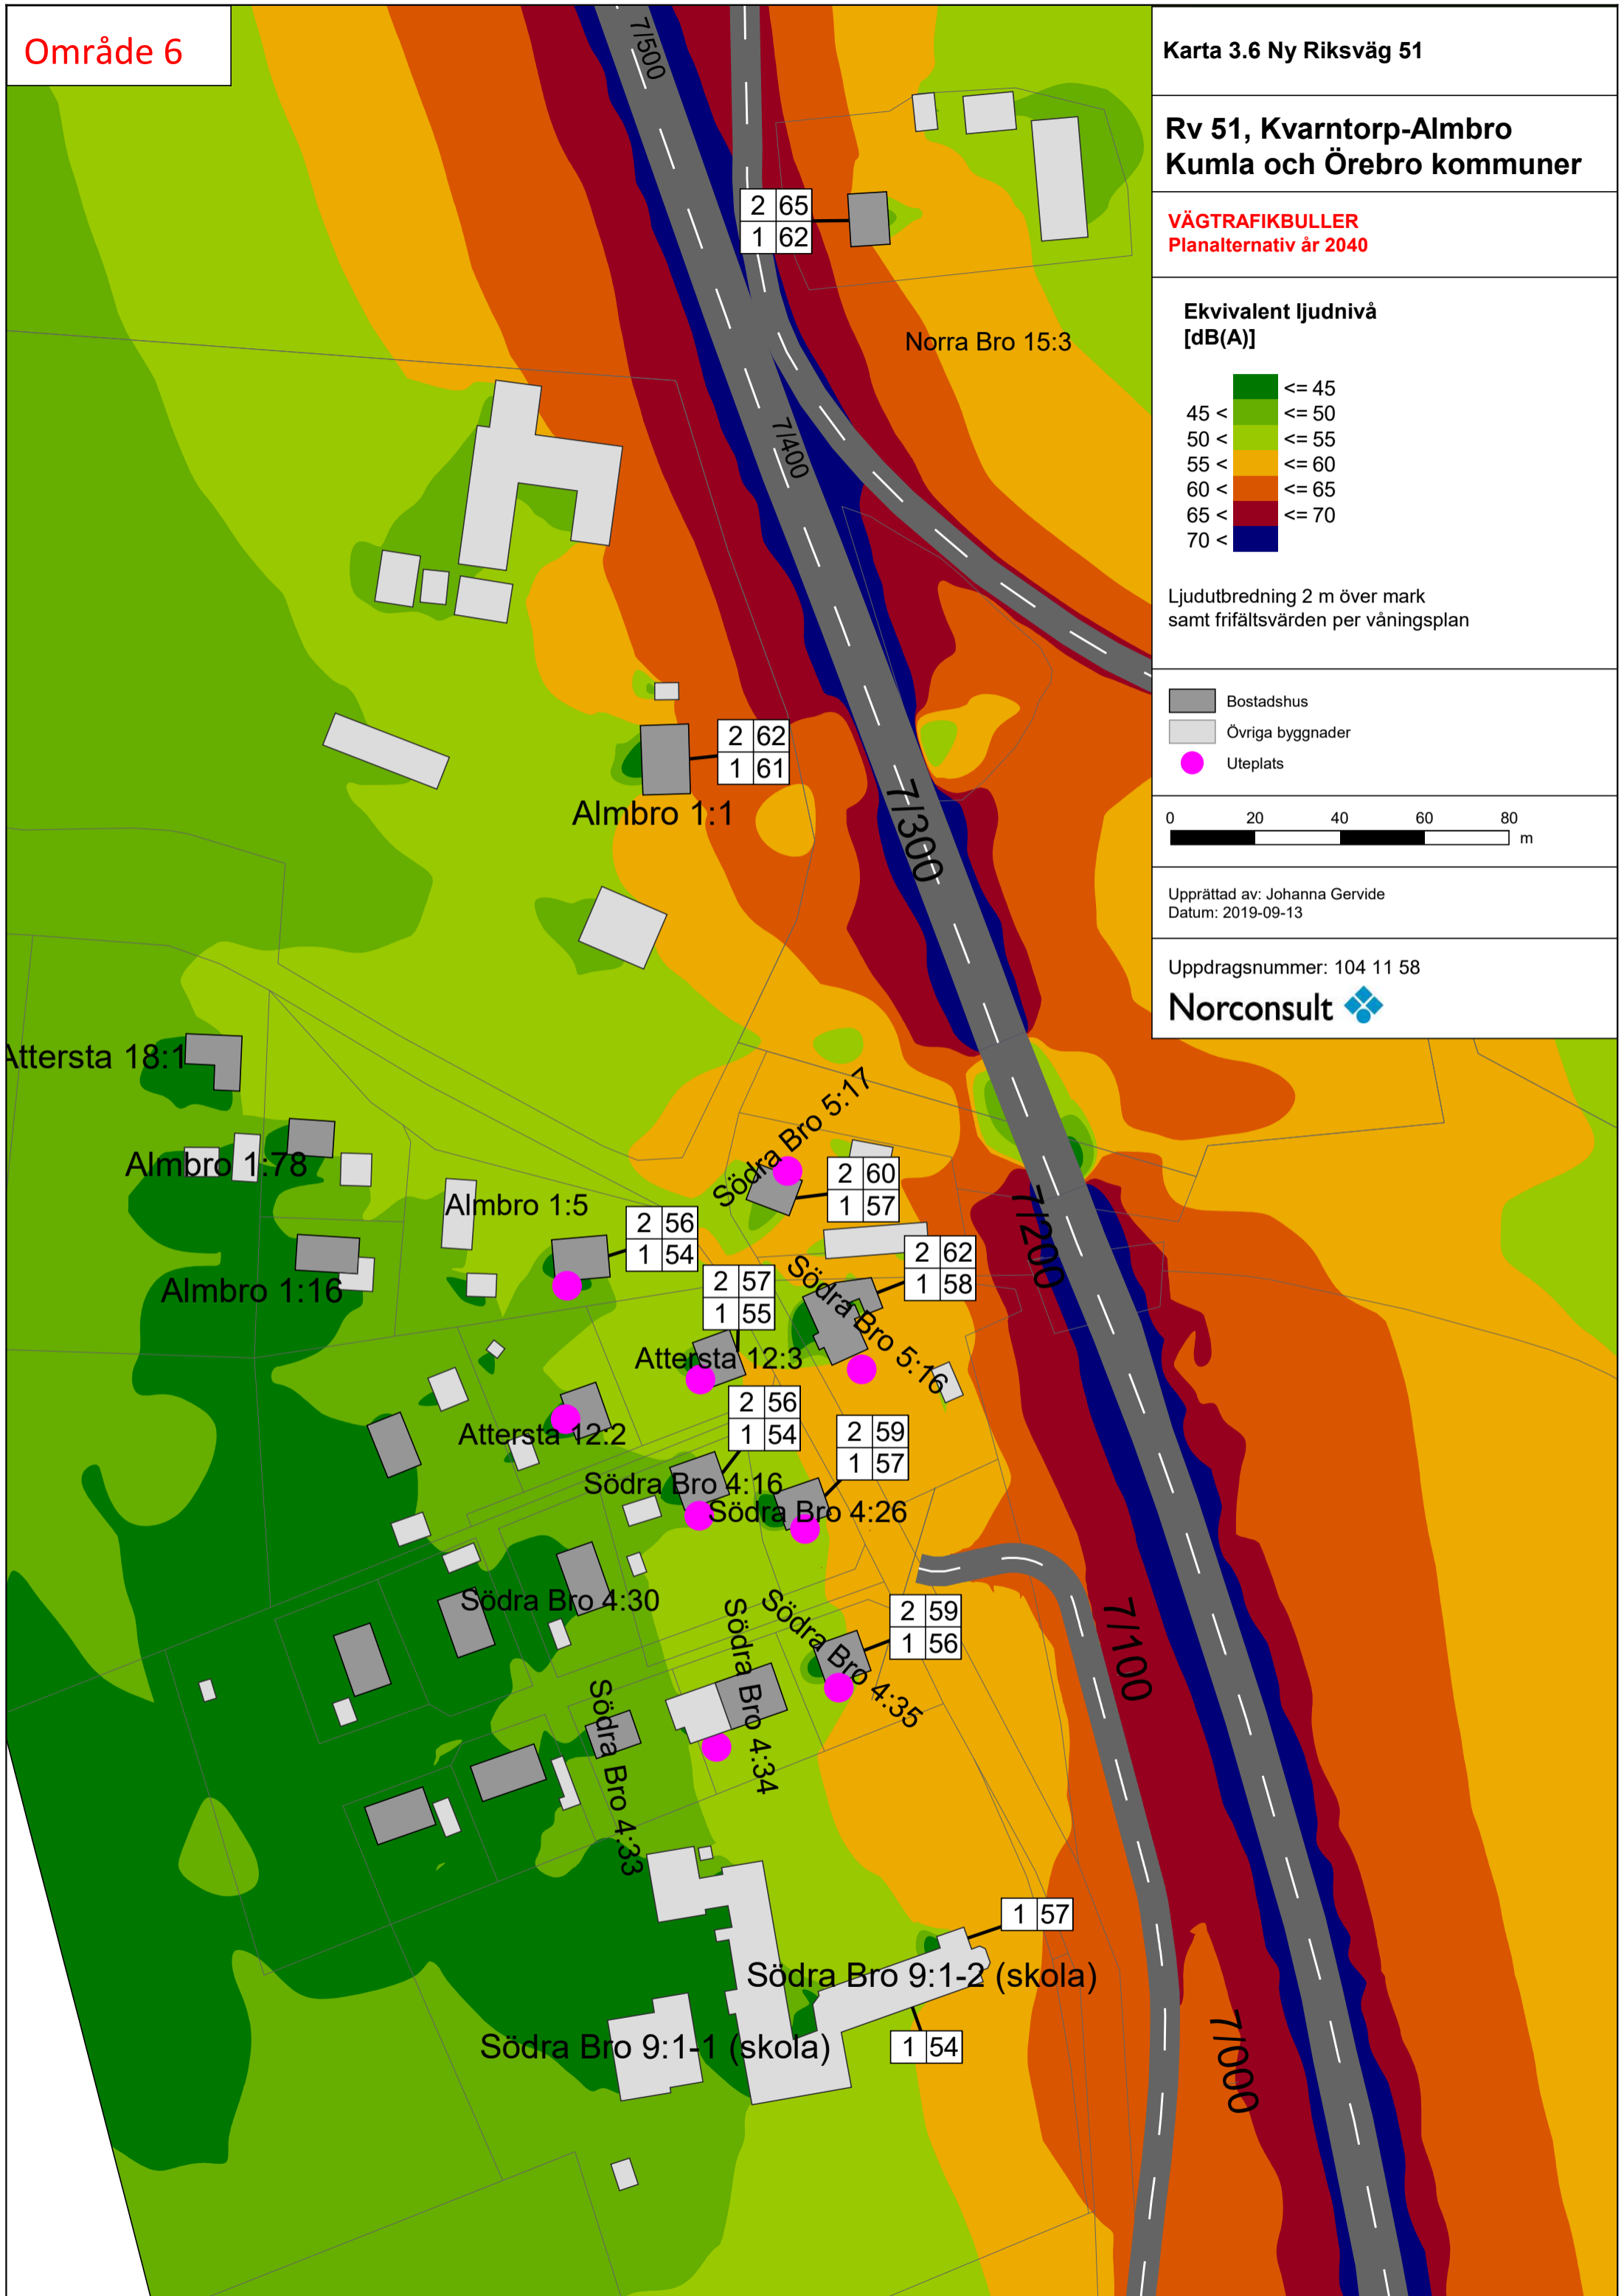 Område 6
Karta 3.6 Ny Riksväg 51
Rv 51, Kvarntorp-Almbro
Kumla och Örebro kommuner
VÄGTRAFIKBULLER
Planalternativ år 2040
Ekvivalent ljudnivå
[dB(A)]
<= 45
45 < <= 50
50 < <= 55
55 < <= 60
60 < <= 65
65 < <= 70
70 <
Ljudutbredning 2 m över mark
samt frifältsvärden per våningsplan
Bostadshus
Övriga byggnader
Uteplats
0 20 40 60 80
m
Upprättad av: Johanna Gervide
Datum: 2019-09-13
Uppdragsnummer: 104 11 58
Norconsult
7/500
2 65
1 62
Norra Bro 15:3
7/400
2 62
1 61
Almbro 1:1
7/300
Attersta 18:1
Södra Bro 5:17
Almbro 1:78
2 60
1 57
Almbro 1:5
7/200
2 56
1 54
2 62
1 58
Almbro 1:16
2 57
1 55
Södra Bro 5:16
Attersta 12:3
2 56
1 54
Attersta 12:2
2 59
1 57
Södra Bro 4:16
Södra Bro 4:26
Södra Bro 4:30
2 59
1 56
7/100
Södra Bro 4:35
Södra Bro 4:34
Södra Bro 4:33
1 57
Södra Bro 9:1-2 (skola)
Södra Bro 9:1-1 (skola)
1 54
7/000